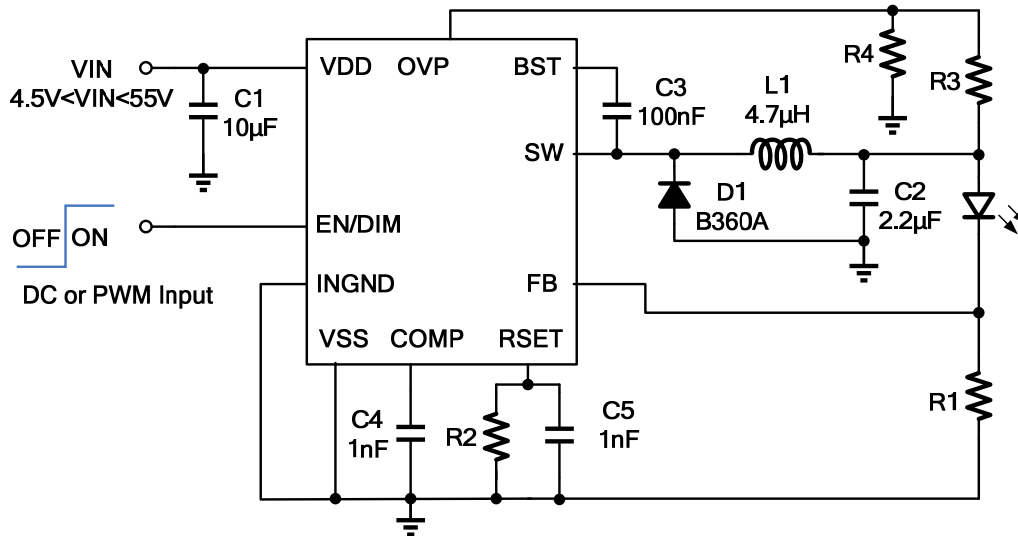 VIN
4.5V<VIN<55V
C1
10µF
VDD
OVP
BST
SW
EN/DIM
INGND
FB
VSS
COMP
RSET
C3
100nF
L1
4.7µH
R4
R3
D1
B360A
C2
2.2µF
OFF
ON
DC or PWM Input
C4
1nF
R2
C5
1nF
R1